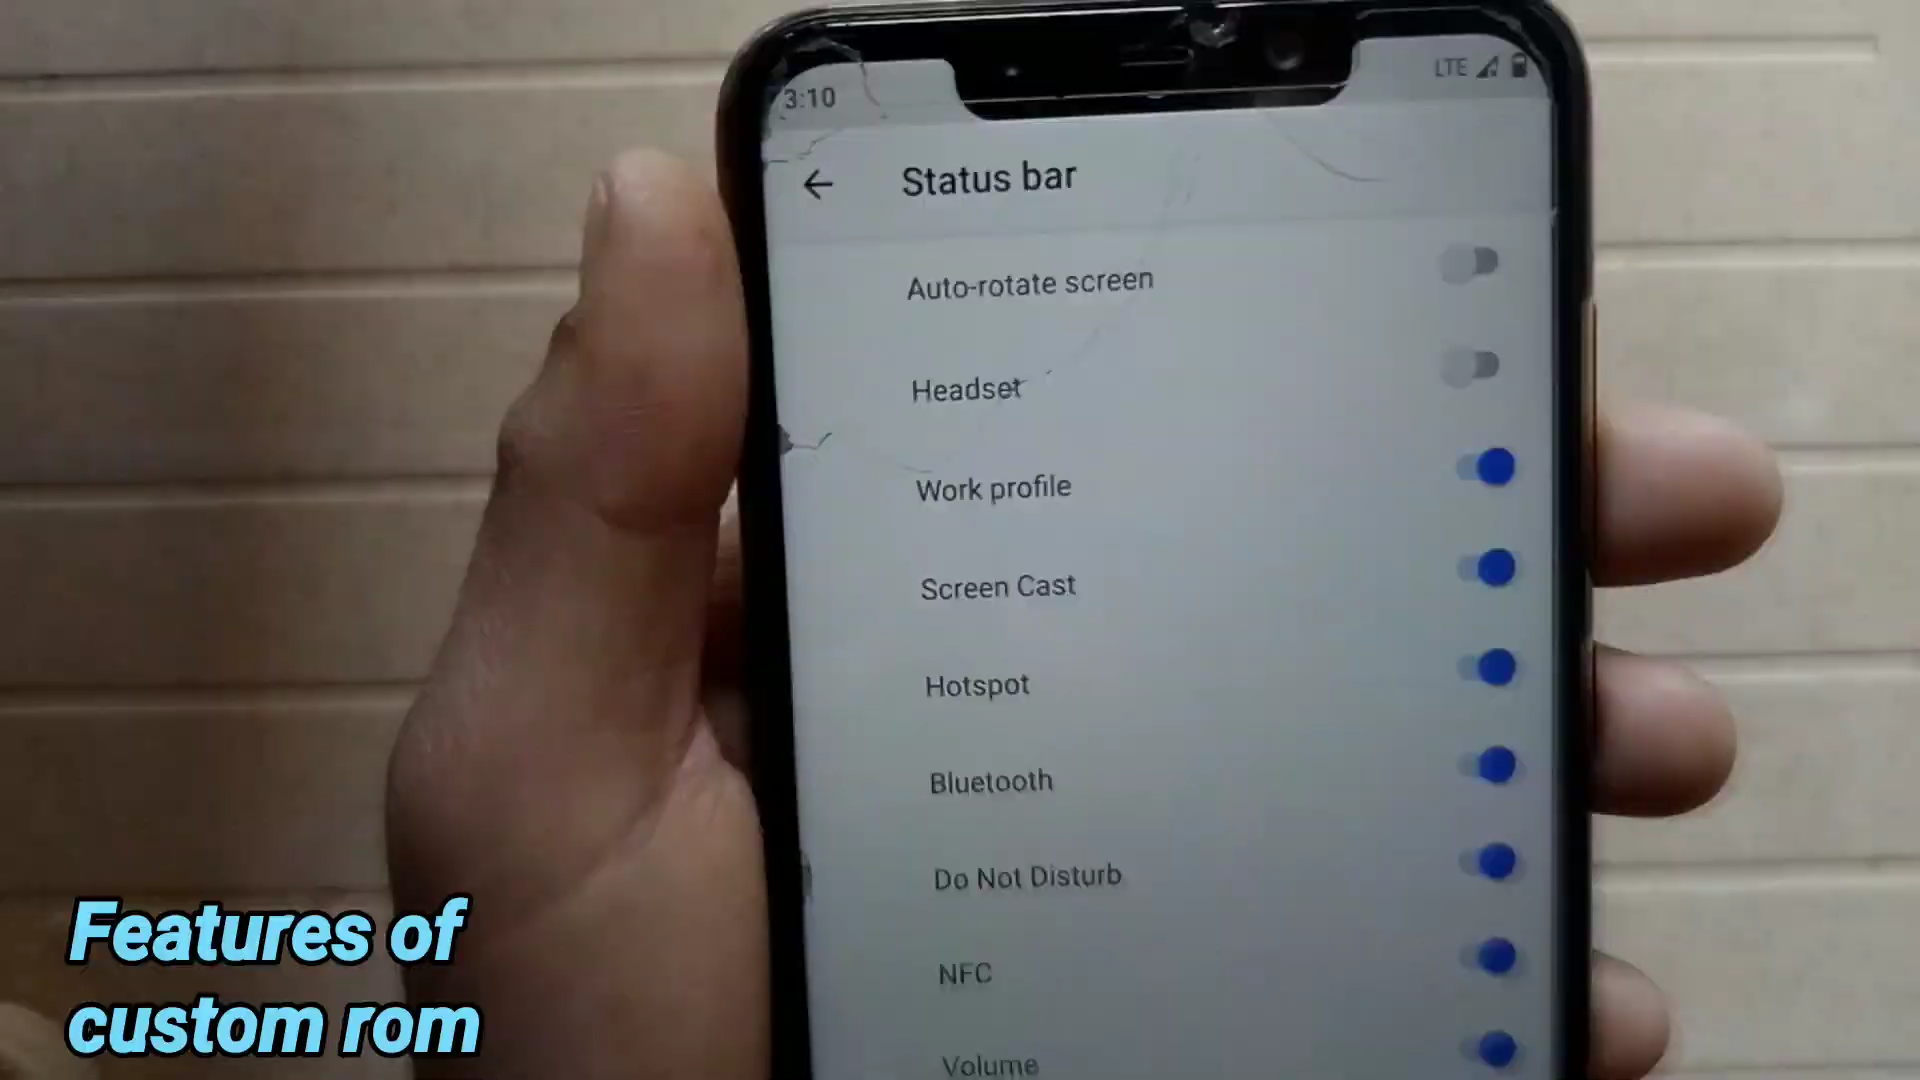 3:10
LTE
Status bar
Auto-rotate screen
Headset
Work profile
Screen Cast
Hotspot
Bluetooth
Do Not Disturb
NFC
Volume
Features of
custom rom